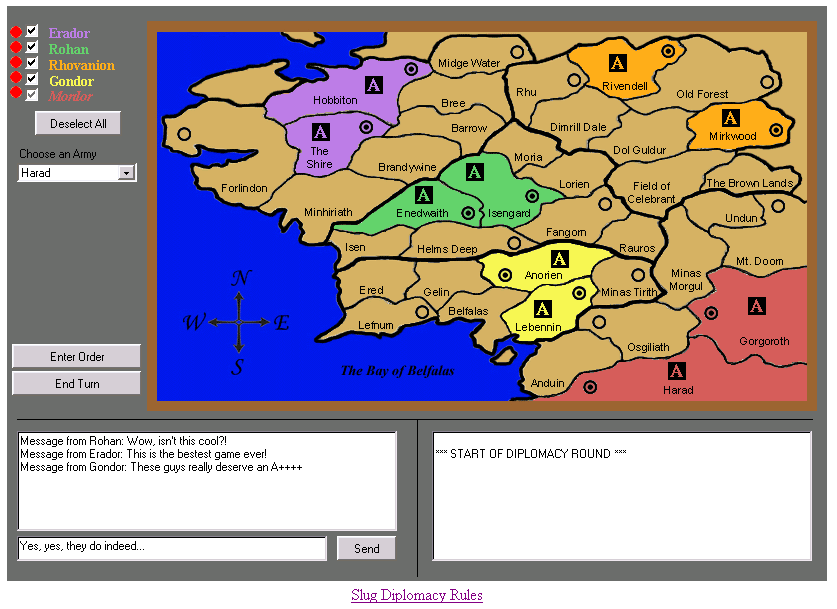 Erador
Rohan
Rhovanion
Gondor
Mordor
Deselect All
Choose an Army
Harad
Enter Order
End Turn
Midge Water
Rivendell
Rhu
Old Forest
Hobbiton
A
A
Bree
Barrow
Dimrill Dale
A
Mirkwood
A
The
Shire
Brandywine
Moria
Dol Guldur
A
Forlindon
Lorien
Field of
Celebrant
The Brown Lands
A
Minhiriath
Enedwaith
Isengard
A
Undun
Fangorn
Isen
Helms Deep
Rauros
Mt. Doom
A
Anorien
Minas
Morgul
N
Ered
Gelin
Minas Tirith
W
E
Lefnum
Belfalas
A
Lebennin
A
Gorgoroth
S
Osgiliath
The Bay of Belfalas
Anduin
A
Harad
Message from Rohan: Wow, isn't this cool?!
Message from Erador: This is the bestest game ever!
Message from Gondor: These guys really deserve an A++++
*** START OF DIPLOMACY ROUND ***
Yes, yes, they do indeed...
Send
Slug Diplomacy Rules